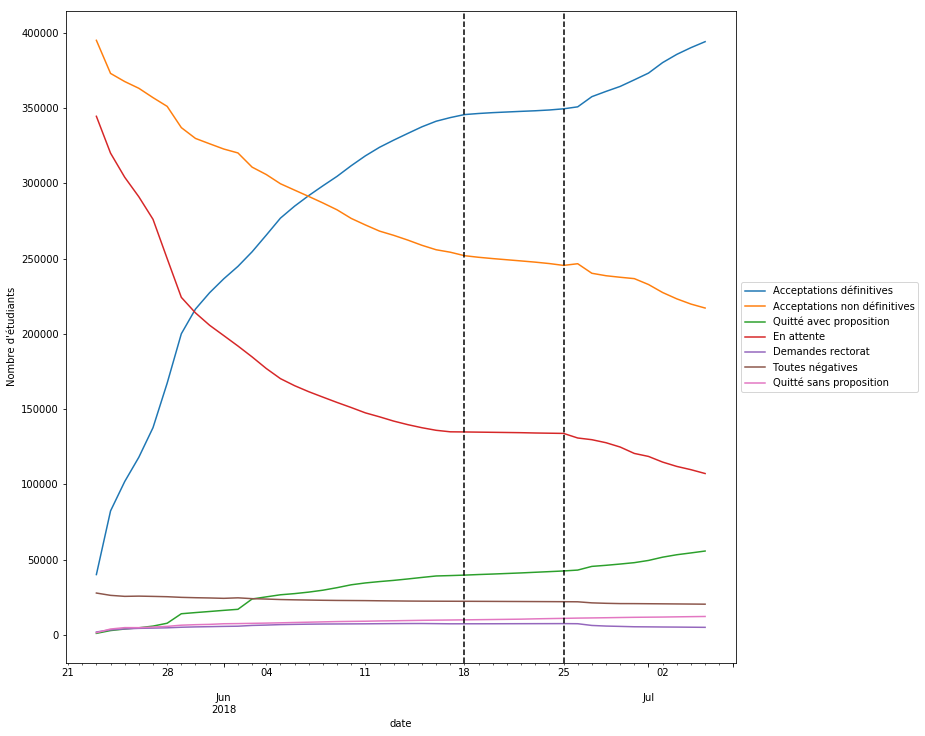 400000
350000
300000
250000
200000
150000
100000
50000
0
Nombre d'étudiants
21 28 04 11 18 25 02
Jun Jul
2018
date
Acceptations définitives
Acceptations non définitives
Quitté avec proposition
En attente
Demandes rectorat
Toutes négatives
Quitté sans proposition